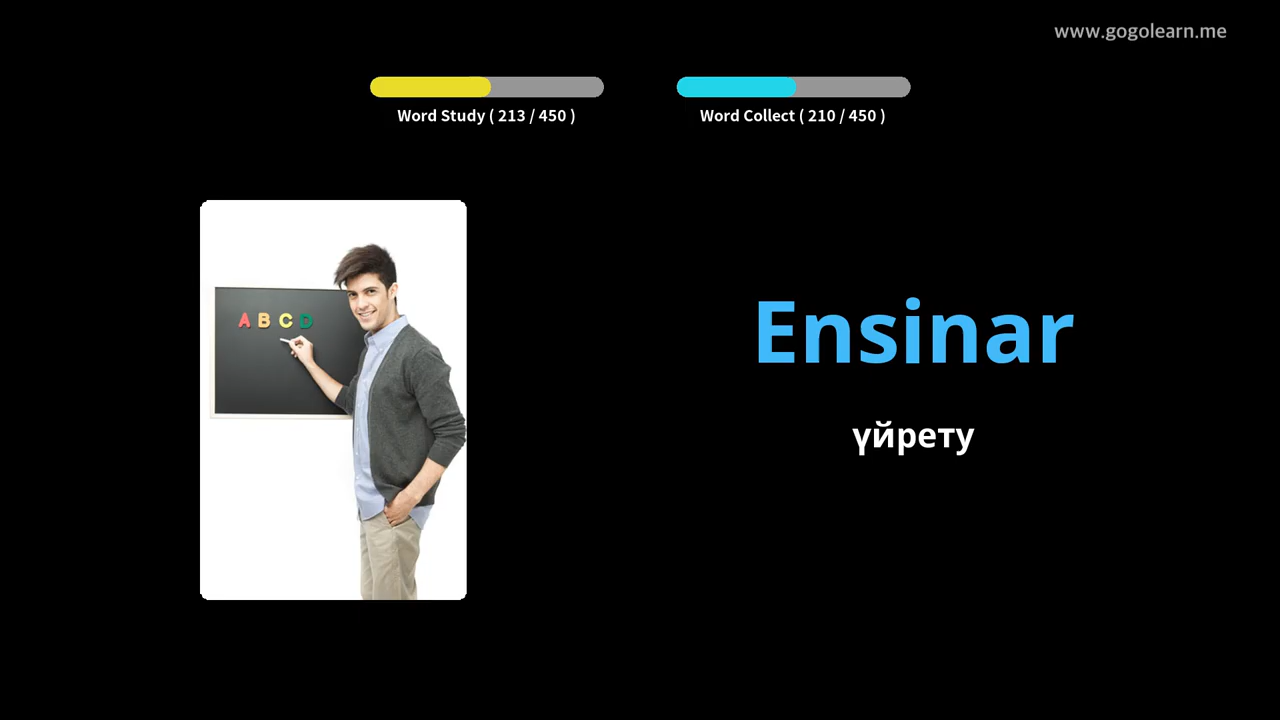 www.gogolearn.me
Word Study ( 213 / 450 )
Word Collect ( 210 / 450 )
A B C D
Ensinar
үйрету